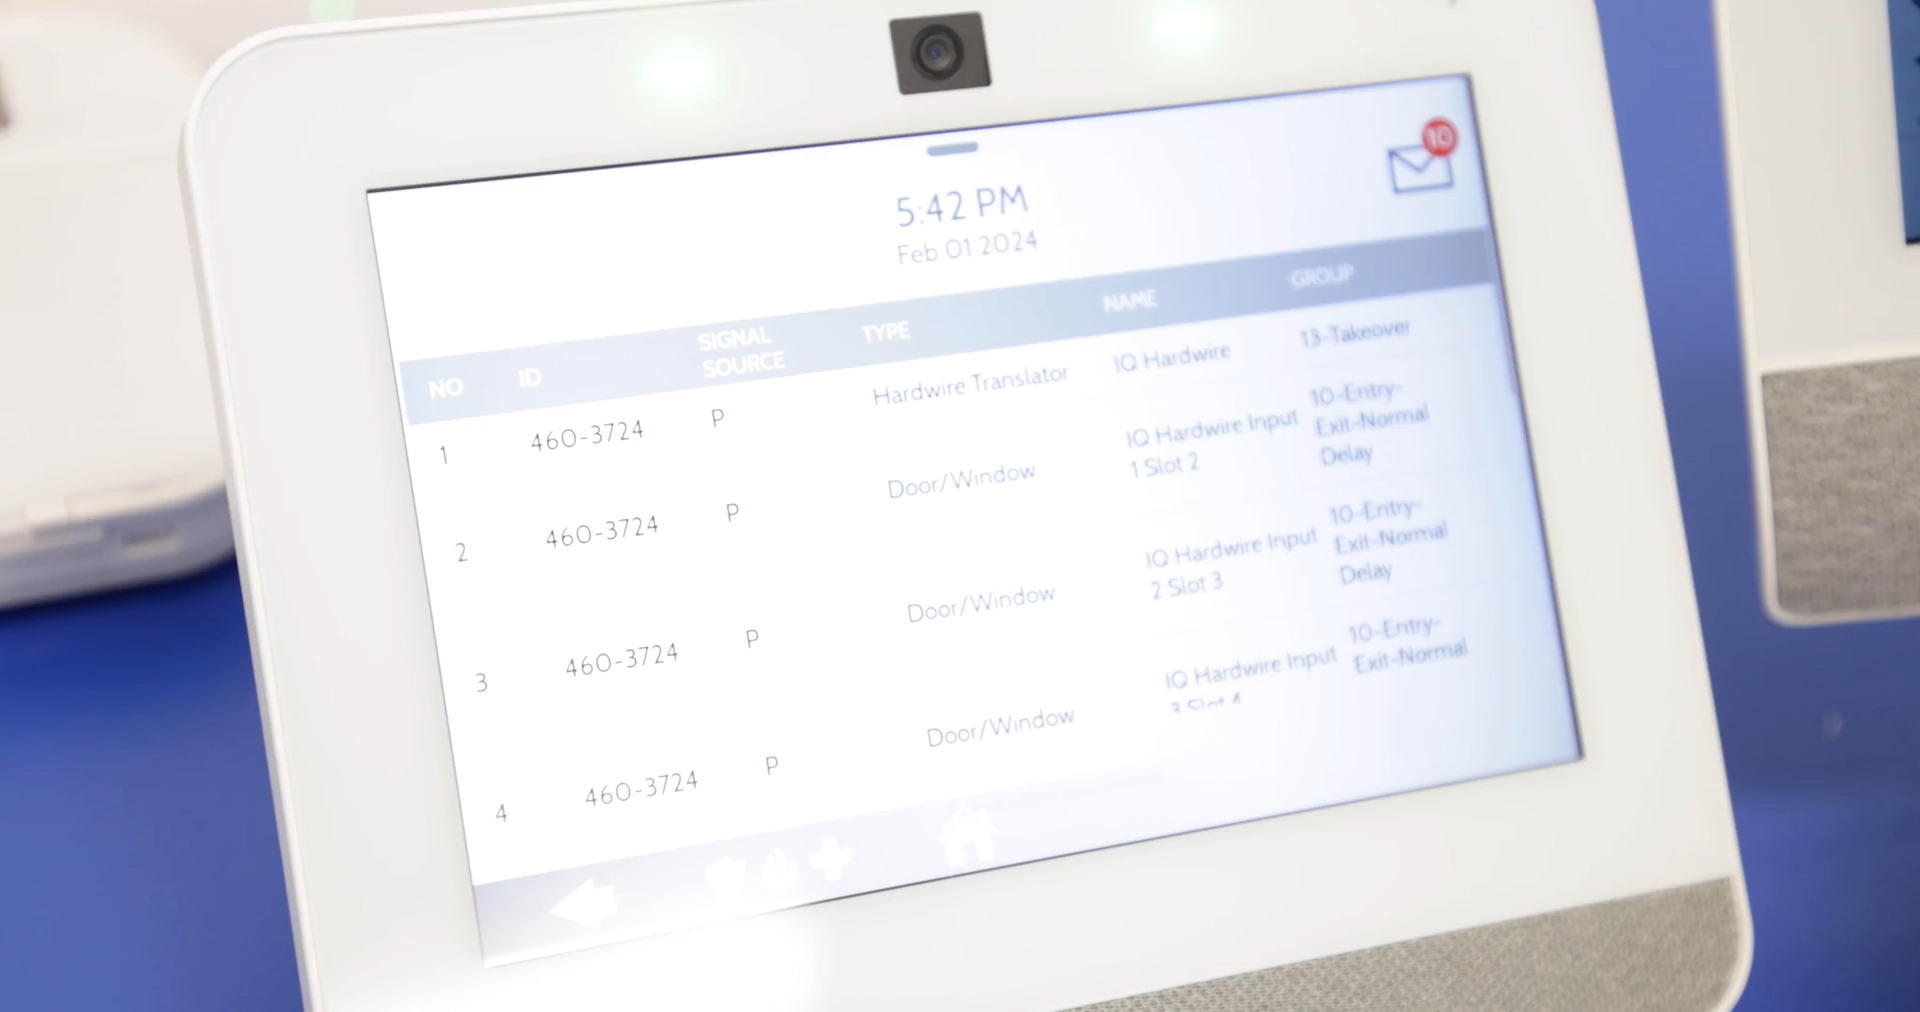 10
5:42 PM
Feb 01 2024
NO ID SIGNAL SOURCE TYPE NAME GROUP
1 460-3724 P Hardwire Translator IQ Hardwire 13-Takeover
2 460-3724 P Door/Window IQ Hardwire Input 1 Slot 2 10-Entry-Exit-Normal Delay
3 460-3724 P Door/Window IQ Hardwire Input 2 Slot 3 10-Entry-Exit-Normal Delay
4 460-3724 P Door/Window IQ Hardwire Input 3 Slot 4 10-Entry-Exit-Normal